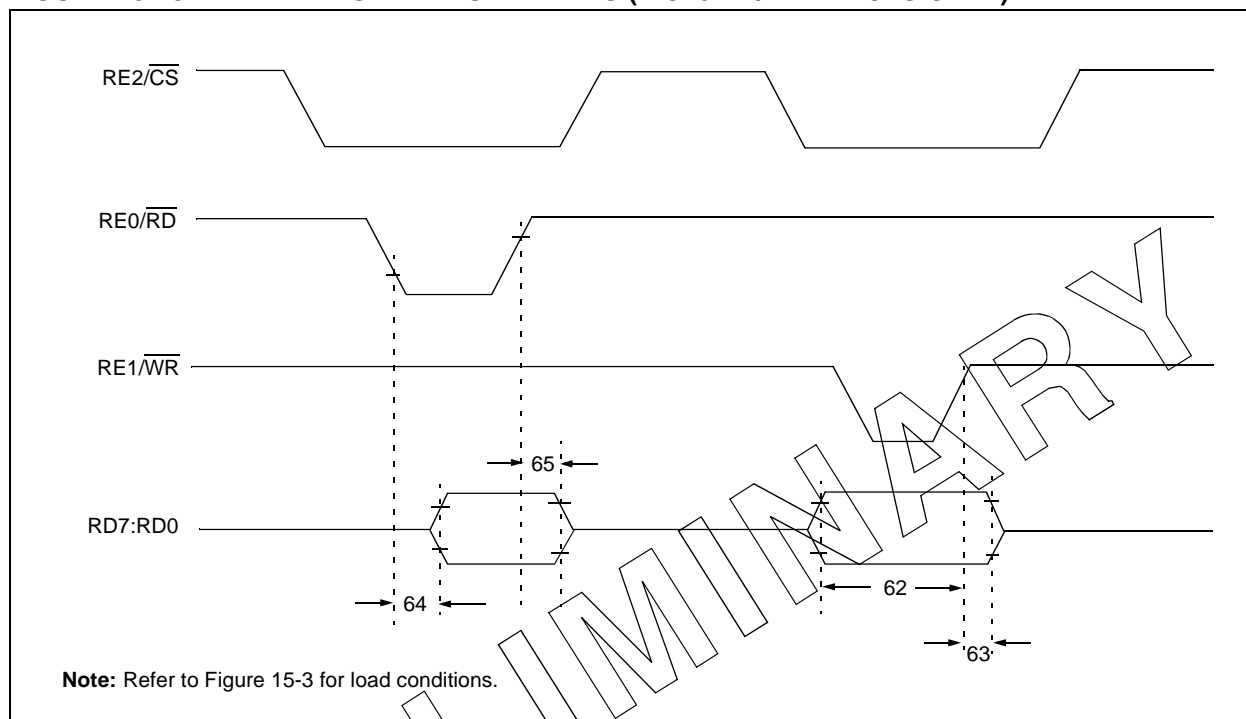 RE2/CS
RE0/RD
RE1/WR
65
RD7:RD0
62
64
63
Note: Refer to Figure 15-3 for load conditions.
LIMINARY